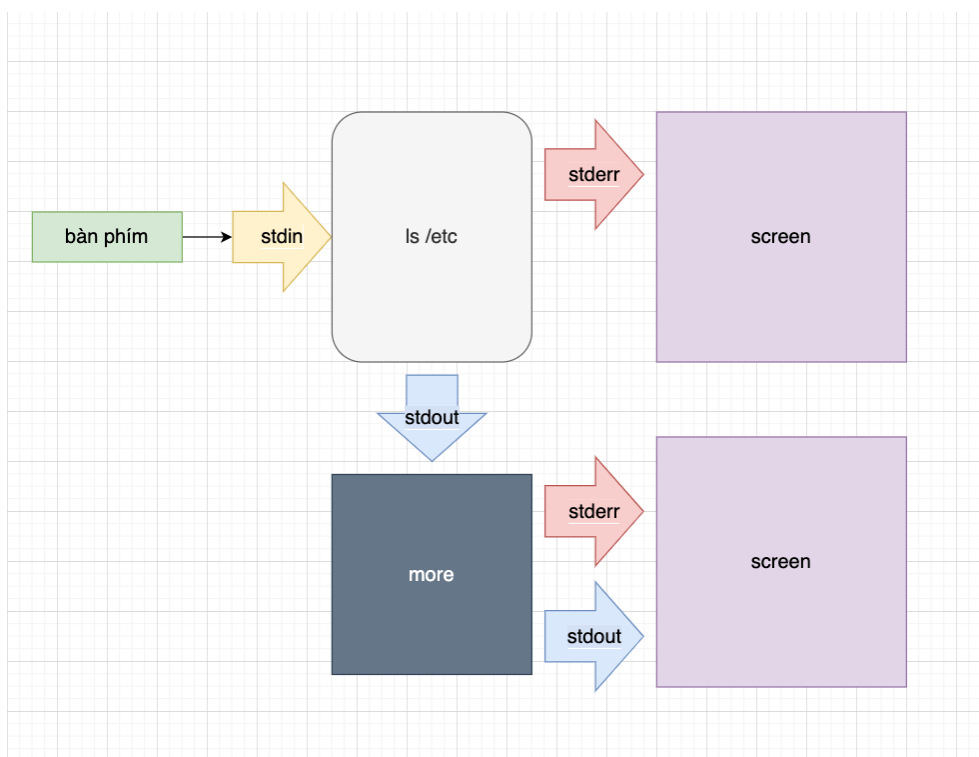 stderr
bàn phím
stdin
ls /etc
screen
stdout
stderr
more
screen
stdout